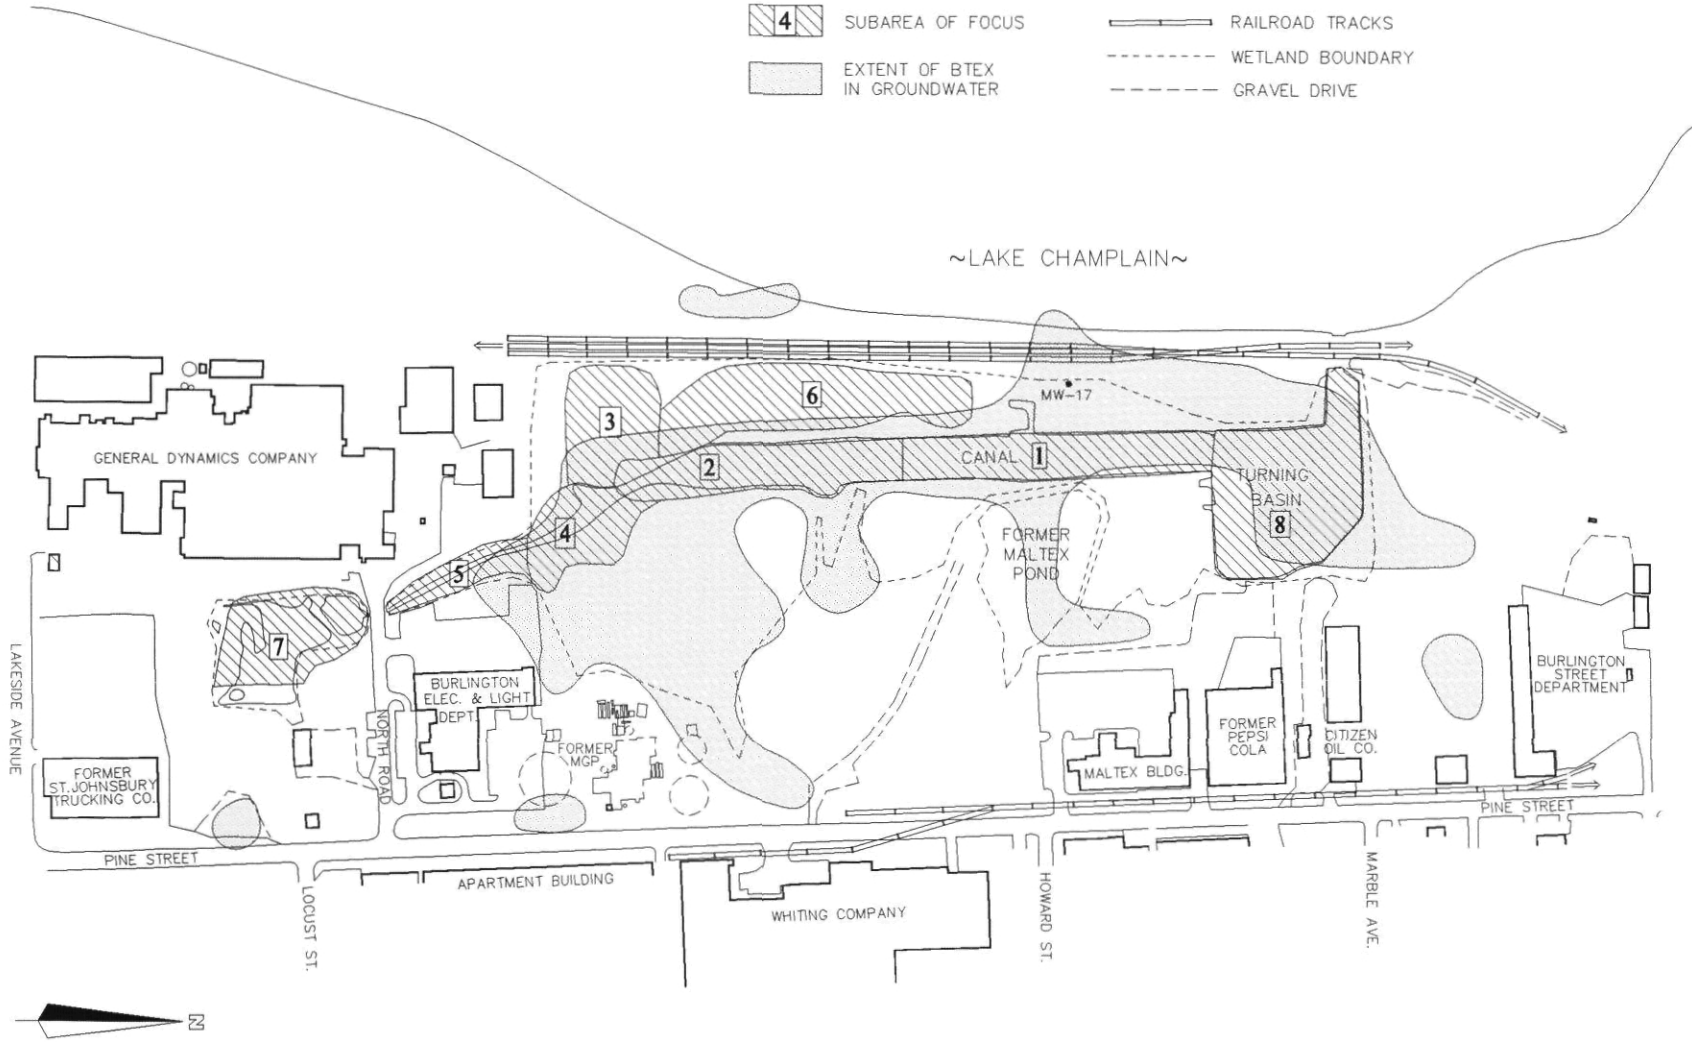 4 SUBAREA OF FOCUS
EXTENT OF BTEX
IN GROUNDWATER
RAILROAD TRACKS
WETLAND BOUNDARY
GRAVEL DRIVE
~LAKE CHAMPLAIN~
MW-17
6
3
GENERAL DYNAMICS COMPANY
2
CANAL 1
TURNING
BASIN
8
4
FORMER
MALTEX
POND
5
7
LAKESIDE AVENUE
BURLINGTON
ELEC. & LIGHT
DEPT.
NORTH ROAD
FORMER
MGP
BURLINGTON
STREET
DEPARTMENT
FORMER
PEPSI
COLA
CITIZEN
OIL CO.
MALTEX BLDG.
FORMER
ST.JOHNSBURY
TRUCKING CO.
PINE STREET
PINE STREET
APARTMENT BUILDING
WHITING COMPANY
LOCUST ST.
HOWARD ST.
MARBLE AVE.
N